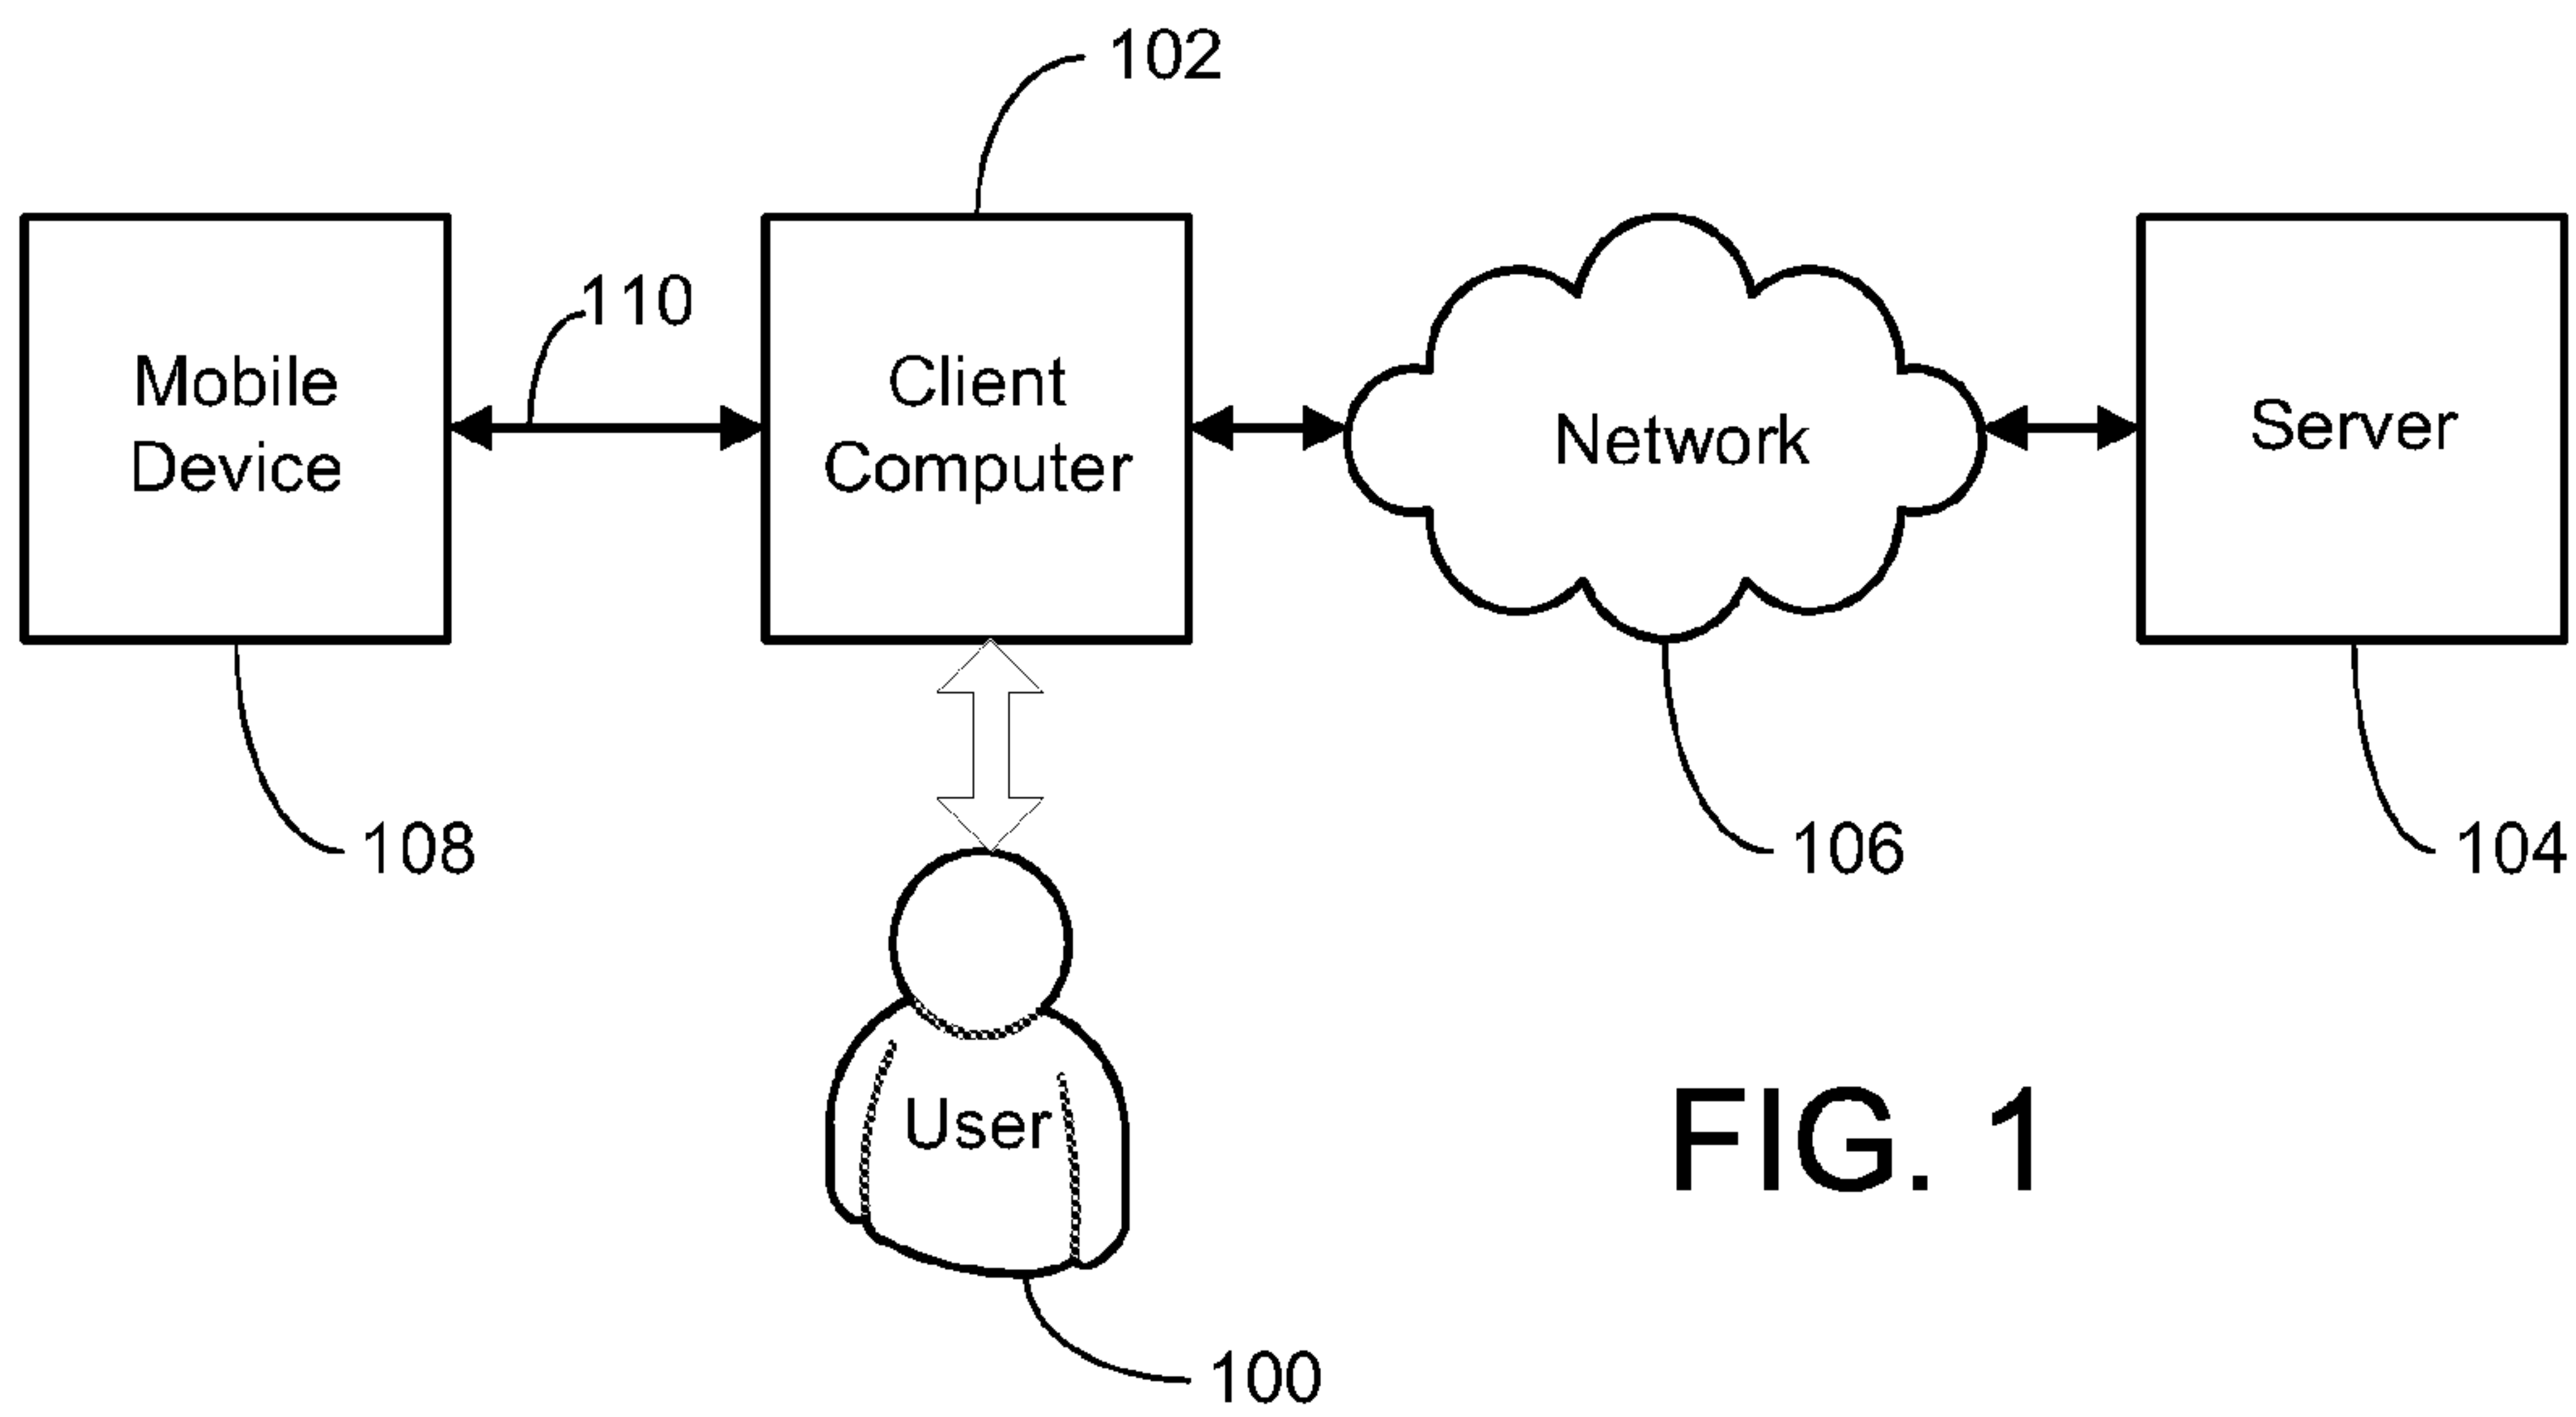 102
110
Mobile
Device
Client
Computer
Network
Server
108
106
104
User
FIG. 1
100